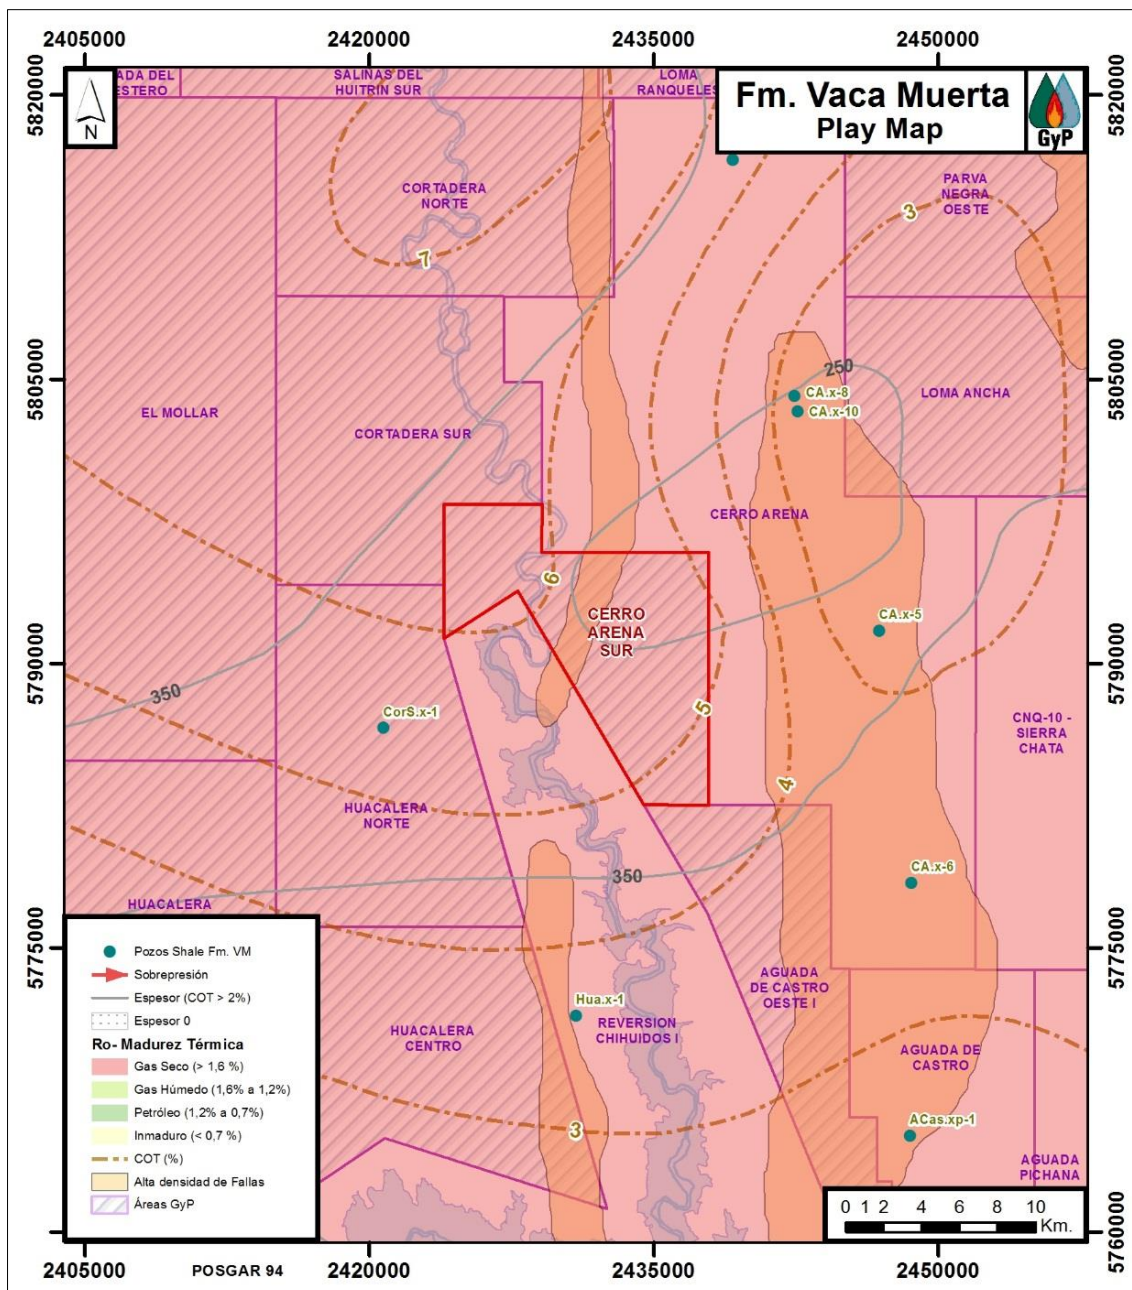 2405000 2420000 2435000 2450000
5820000
5805000
5790000
5775000
5760000
N
Fm. Vaca Muerta
Play Map
GyP
ADA DEL
ESTERO
SALINAS DEL
HUITRIN SUR
LOMA
RANQUELES
CORTADERA
NORTE
PARVA
NEGRA
OESTE
3
7
250
EL MOLLAR
CA.x-8
CA.x-10
LOMA ANCHA
CORTADERA SUR
CERRO ARENA
6
CERRO
ARENA
SUR
CA.x-5
350
CorS.x-1
5
CNQ-10 -
SIERRA
CHATA
4
HUACALERA
NORTE
350
CA.x-6
HUACALERA
AGUADA
DE CASTRO
OESTE I
Hua.x-1
REVERSION
CHIHUIDOS I
HUACALERA
CENTRO
AGUADA DE
CASTRO
3
ACas.xp-1
AGUADA
PICHANA
Pozos Shale Fm. VM
Sobrepresión
Espesor (COT > 2%)
Espesor 0
Ro- Madurez Térmica
Gas Seco (> 1,6 %)
Gas Húmedo (1,6% a 1,2%)
Petróleo (1,2% a 0,7%)
Inmaduro (< 0,7 %)
COT (%)
Alta densidad de Fallas
Áreas GyP
0 1 2 4 6 8 10
Km.
5820000
5805000
5790000
5775000
5760000
2405000 2420000 2435000 2450000
POSGAR 94